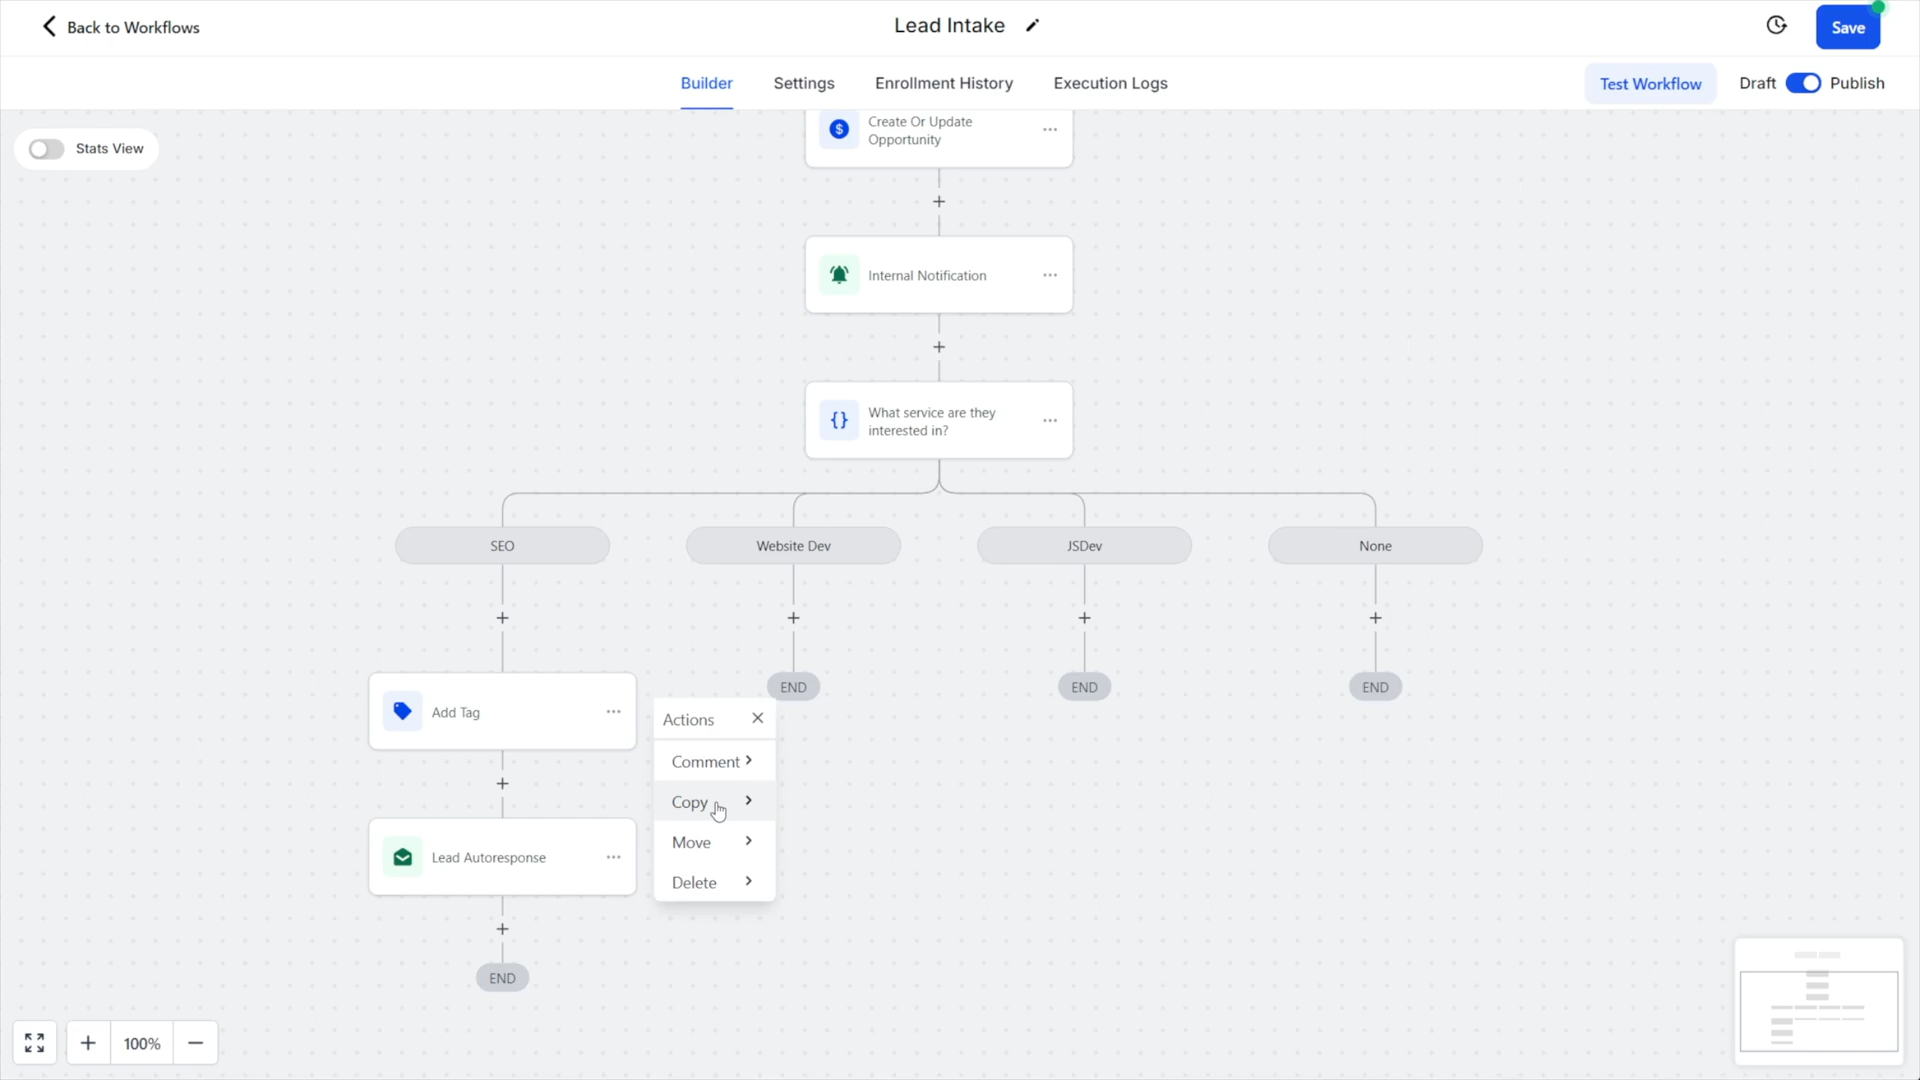 Back to Workflows
Lead Intake
Save
Builder
Settings
Enrollment History
Execution Logs
Test Workflow
Draft
Publish
Stats View
$
Create Or Update
Opportunity
Internal Notification
{}
What service are they
interested in?
SEO
Website Dev
JSDev
None
END
END
END
Add Tag
Actions
Comment
Copy
Move
Delete
Lead Autoresponse
END
100%